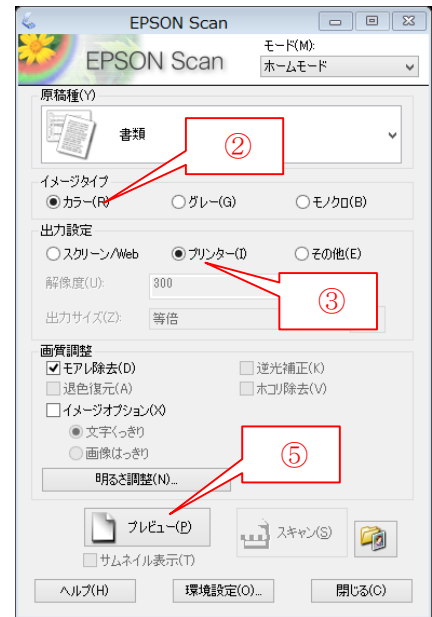 EPSON Scan
EPSON Scan
モード(M):
ホームモード
原稿種(Y)
書類
②
イメージタイプ
カラー(R)
グレー(G)
モノクロ(B)
出力設定
スクリーン/Web
プリンター(I)
その他(E)
解像度(U):
300
③
出力サイズ(Z):
等倍
画質調整
モアレ除去(D)
逆光補正(K)
退色復元(A)
ホコリ除去(V)
イメージオプション(X)
文字くっきり
画像はっきり
⑤
明るさ調整(N)...
プレビュー(P)
スキャン(S)
サムネイル表示(T)
ヘルプ(H)
環境設定(O)...
閉じる(C)